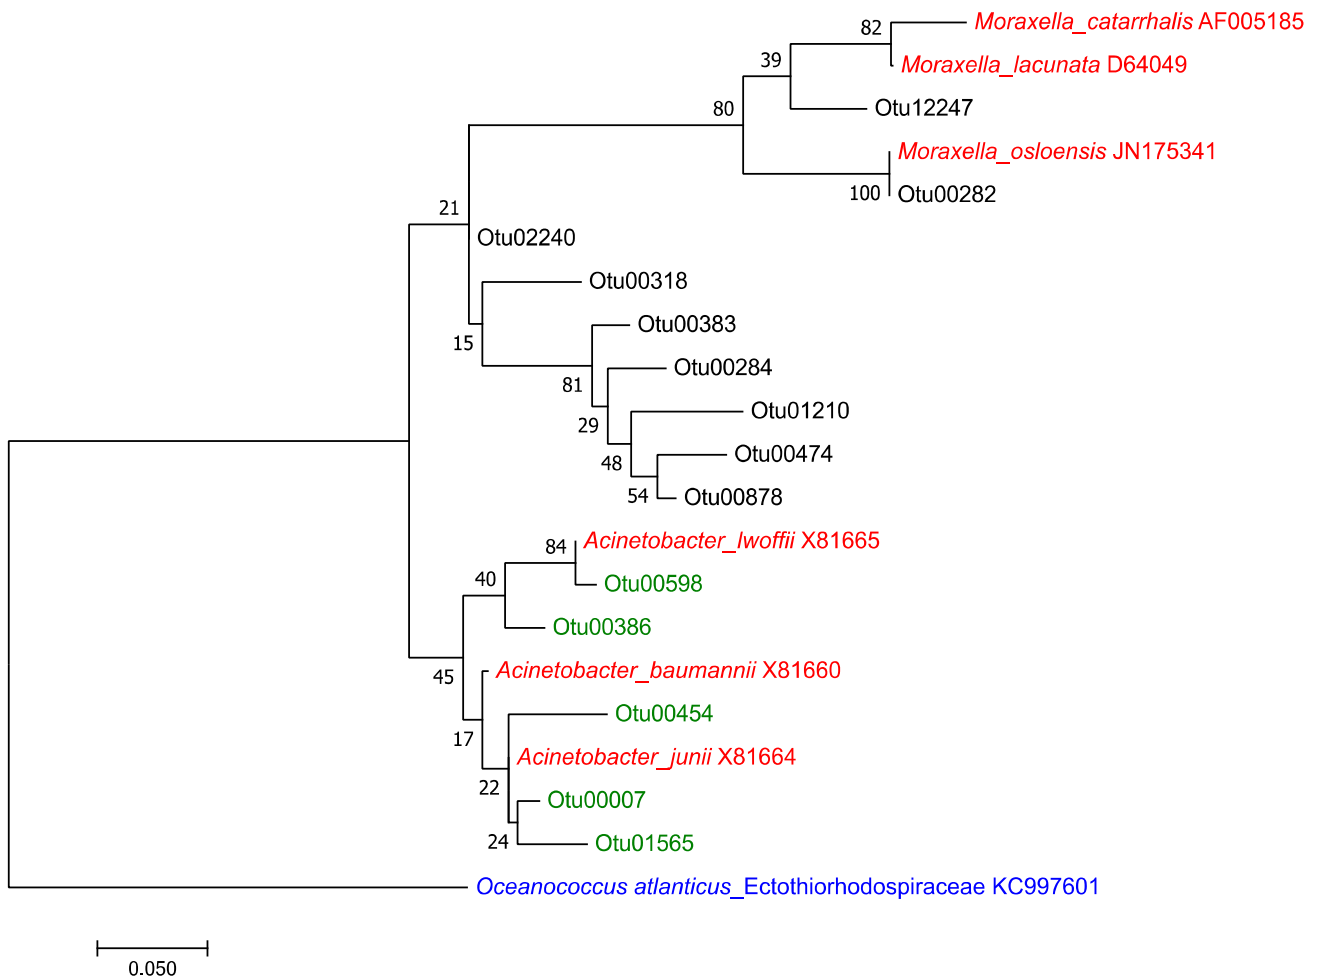 82
Moraxella_catarrhalis AF005185
39
Moraxella_lacunata D64049
80
Otu12247
Moraxella_osloensis JN175341
100
Otu00282
21
Otu02240
Otu00318
15
Otu00383
81
Otu00284
29
Otu01210
48
Otu00474
54
Otu00878
84
Acinetobacter_lwoffii X81665
40
Otu00598
Otu00386
45
Acinetobacter_baumannii X81660
17
Otu00454
Acinetobacter_junii X81664
22
Otu00007
24
Otu01565
Oceanococcus atlanticus_Ectothiorhodospiraceae KC997601
0.050